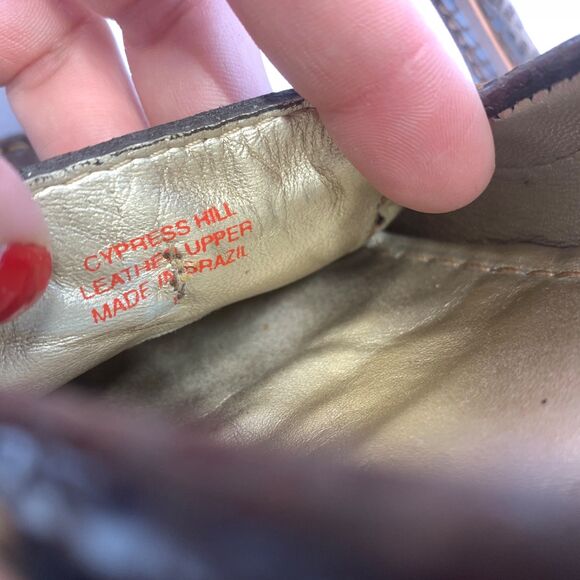 CYPRESS HILL
LEATHER UPPER
MADE IN BRAZIL